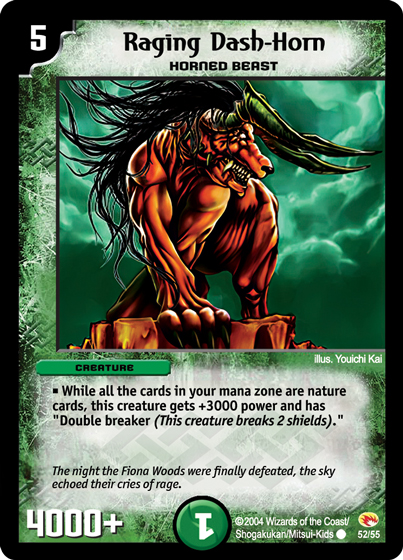 5
Raging Dash-Horn
HORNED BEAST
illus. Youichi Kai
CREATURE
▪ While all the cards in your mana zone are nature
cards, this creature gets +3000 power and has
"Double breaker (This creature breaks 2 shields)."
The night the Fiona Woods were finally defeated, the sky
echoed their cries of rage.
4000+
©2004 Wizards of the Coast/
Shogakukan/Mitsui-Kids ● 52/55